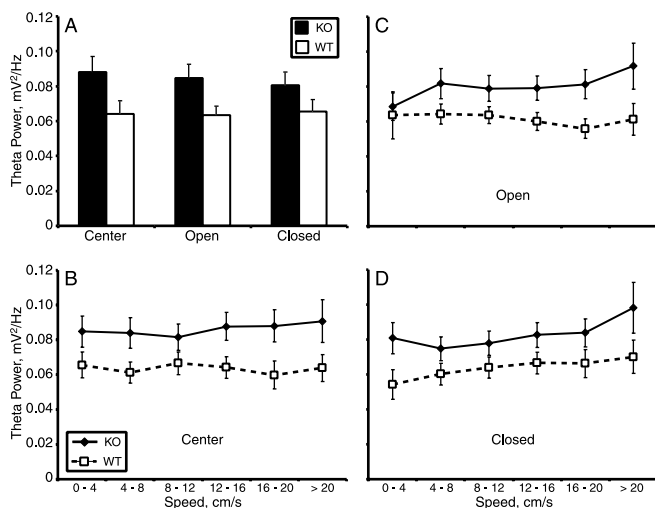 A
KO
WT
Theta Power, mV²/Hz
0.12
0.10
0.08
0.06
0.04
0.02
0
Center Open Closed
C
Open
B
Theta Power, mV²/Hz
0.12
0.10
0.08
0.06
0.04
0.02
0
KO
WT
Center
0 - 4 4 - 8 8 - 12 12 - 16 16 - 20 > 20
Speed, cm/s
D
Closed
0 - 4 4 - 8 8 - 12 12 - 16 16 - 20 > 20
Speed, cm/s